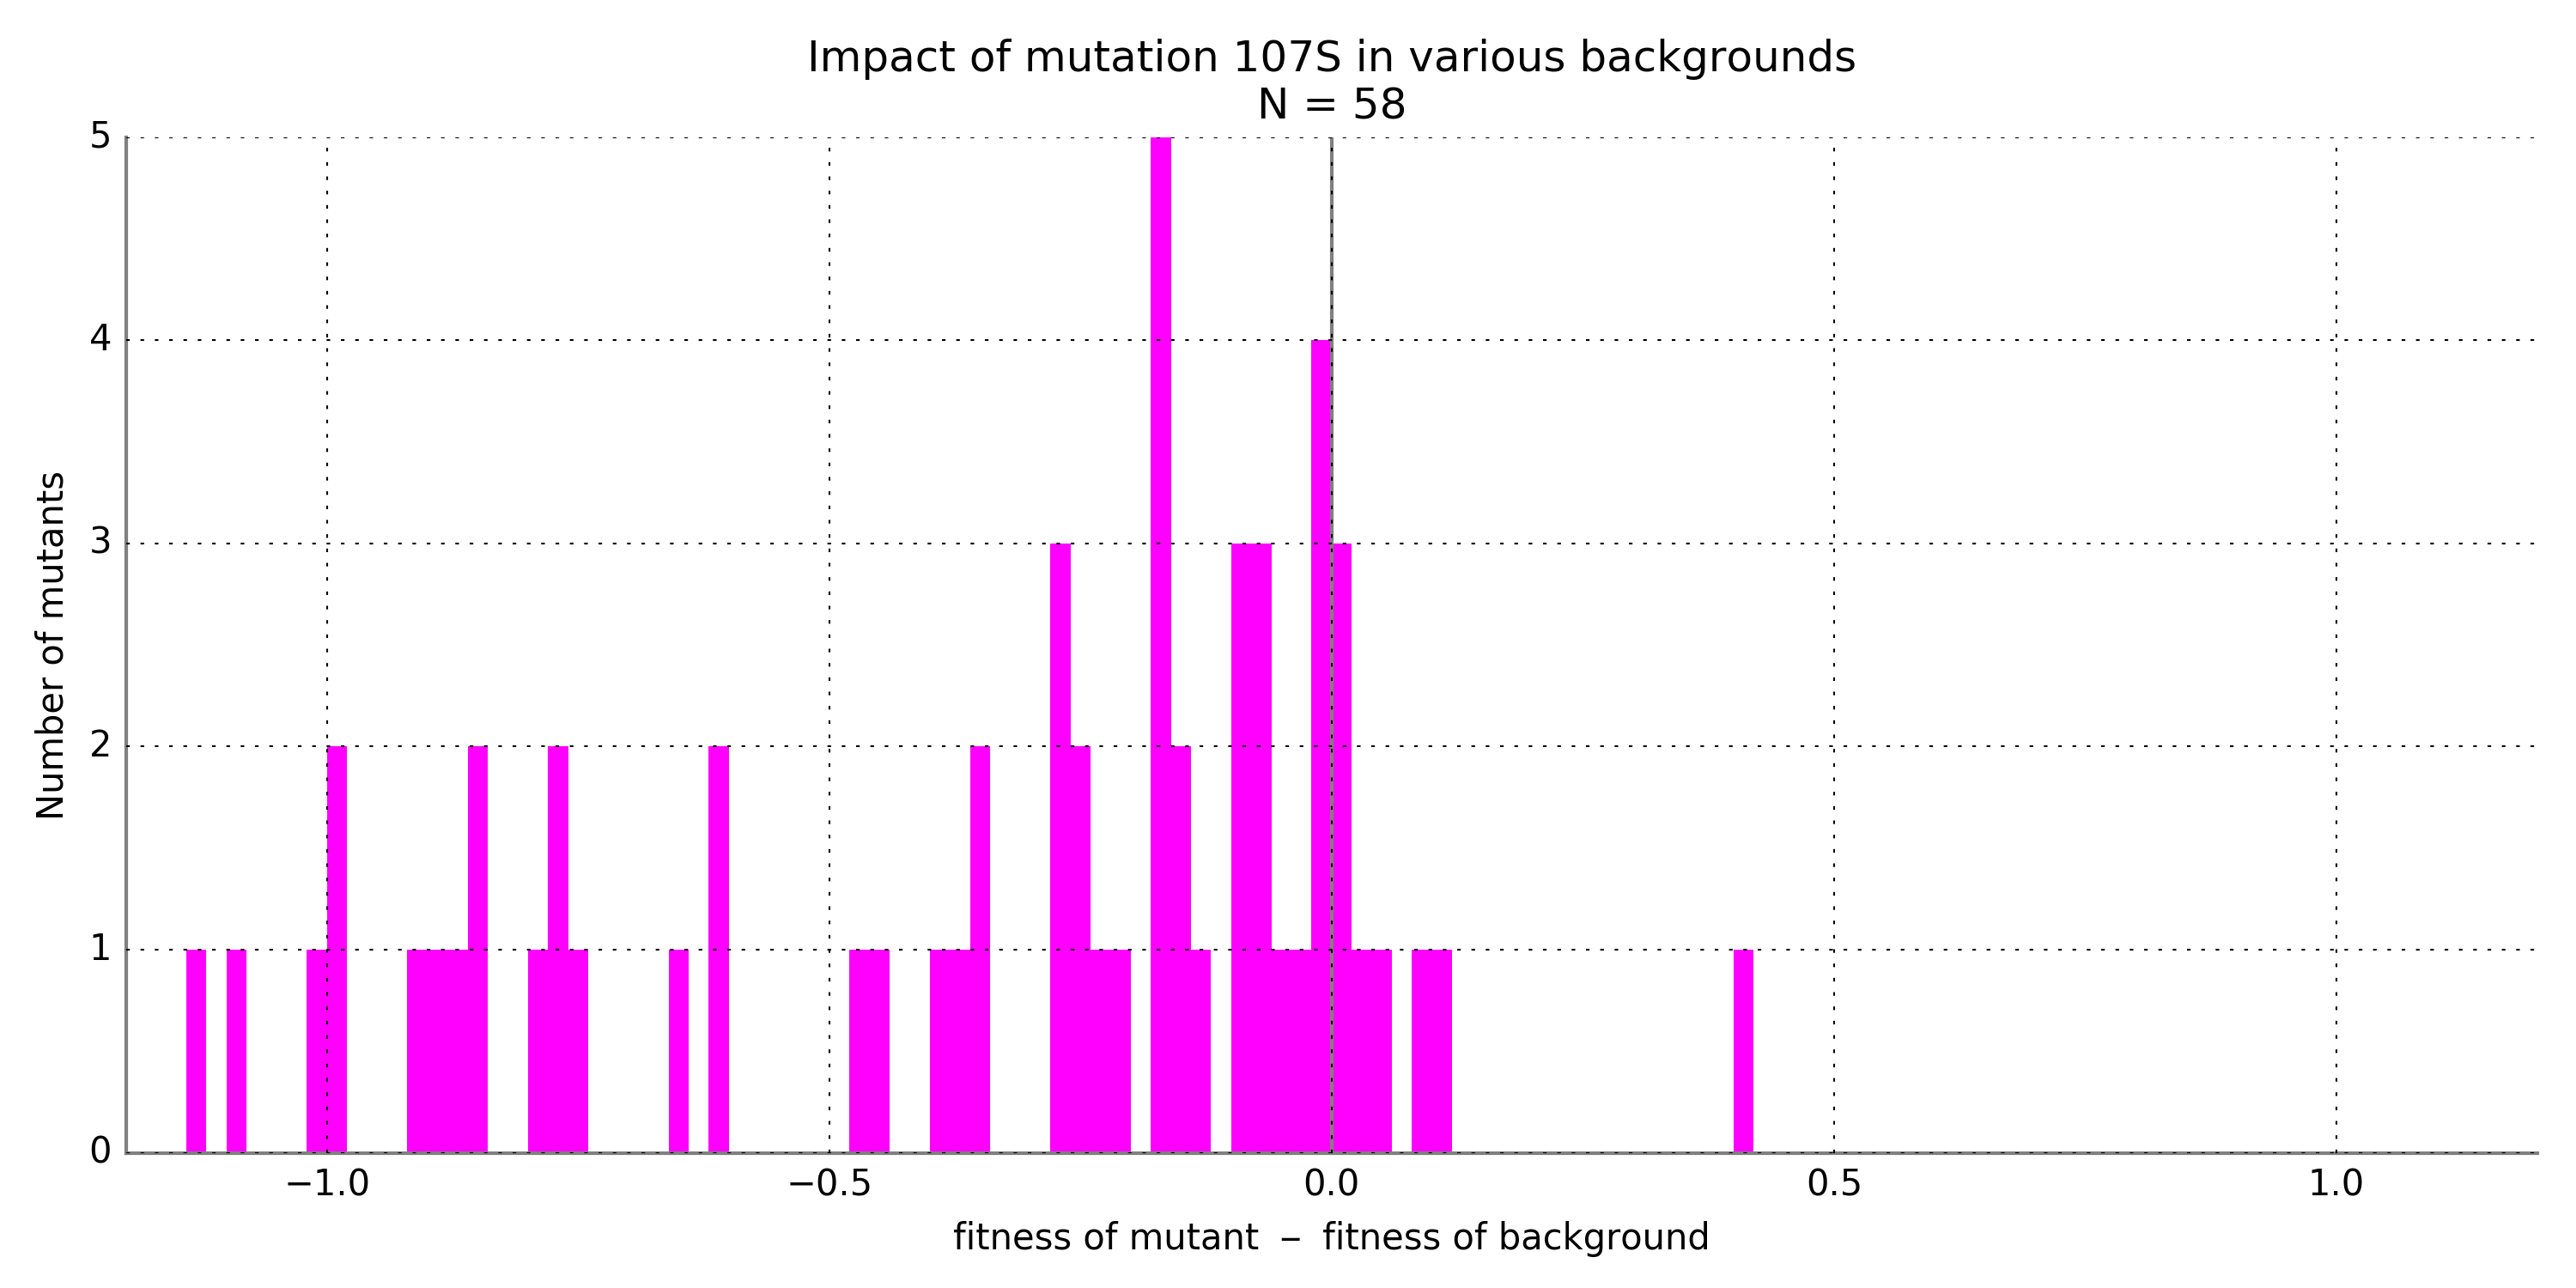 Impact of mutation 107S in various backgrounds
N = 58
5
4
3
2
1
0
Number of mutants
−1.0 −0.5 0.0 0.5 1.0
fitness of mutant – fitness of background